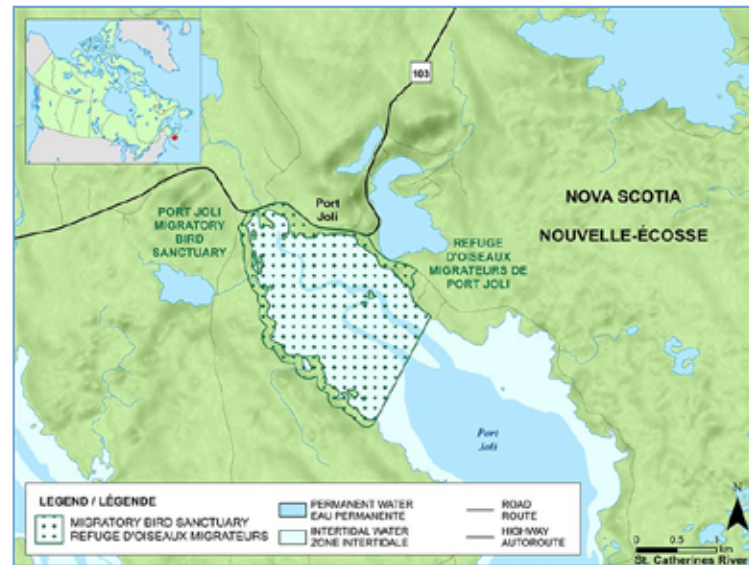 103
Port
Joli
NOVA SCOTIA
NOUVELLE-ÉCOSSE
PORT JOLI
MIGRATORY
BIRD
SANCTUARY
REFUGE
D'OISEAUX
MIGRATEURS DE
PORT JOLI
Port
Joli
LEGEND / LÉGENDE
MIGRATORY BIRD SANCTUARY
REFUGE D'OISEAUX MIGRATEURS
PERMANENT WATER
EAU PERMANENTE
INTERTIDAL WATER
ZONE INTERTIDALE
ROAD
ROUTE
HIGHWAY
AUTOROUTE
N
0 0.5 1
km
St. Catherines River